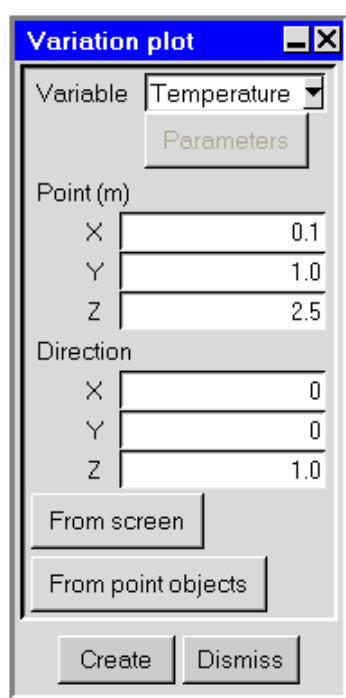 Variation plot
Variable Temperature
Parameters
Point (m)
X 0.1
Y 1.0
Z 2.5
Direction
X 0
Y 0
Z 1.0
From screen
From point objects
Create Dismiss